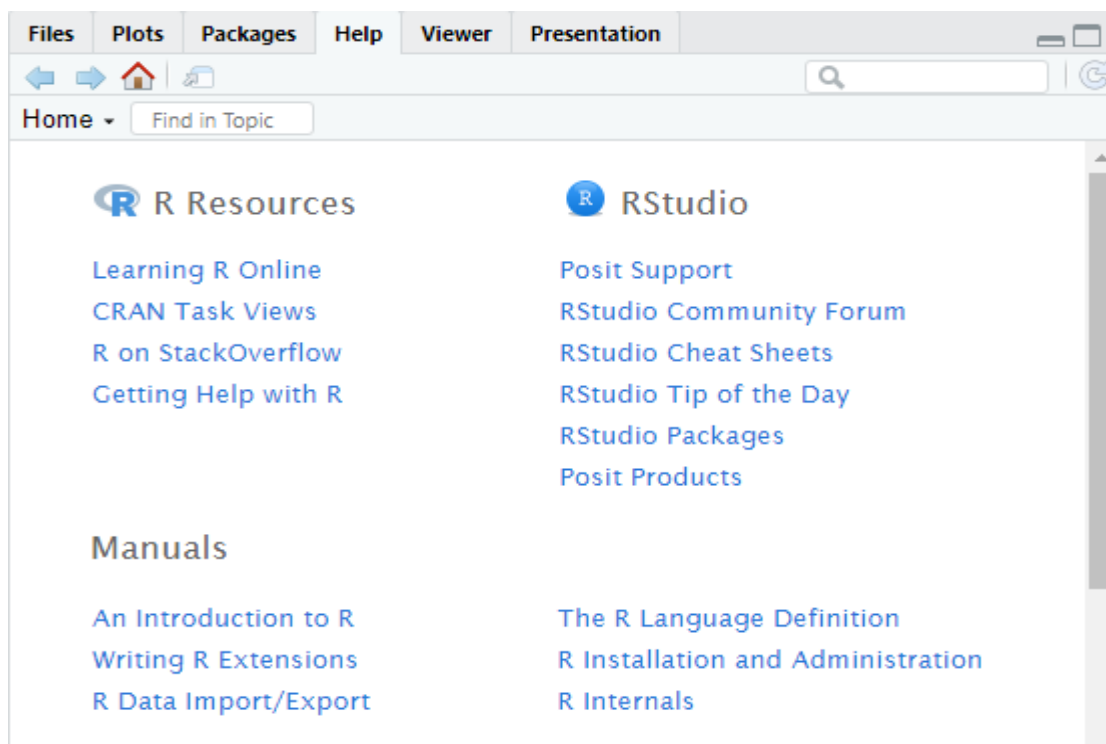 Files Plots Packages Help Viewer Presentation
Home Find in Topic
R R Resources
Learning R Online
CRAN Task Views
R on StackOverflow
Getting Help with R
R RStudio
Posit Support
RStudio Community Forum
RStudio Cheat Sheets
RStudio Tip of the Day
RStudio Packages
Posit Products
Manuals
An Introduction to R
Writing R Extensions
R Data Import/Export
The R Language Definition
R Installation and Administration
R Internals